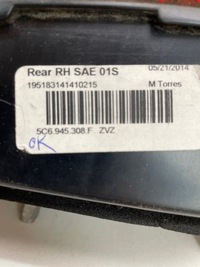 Rear RH SAE 01S 05/21/2014
195183141410215 M Torres
5C6.945.308.F. ZVZ
OK